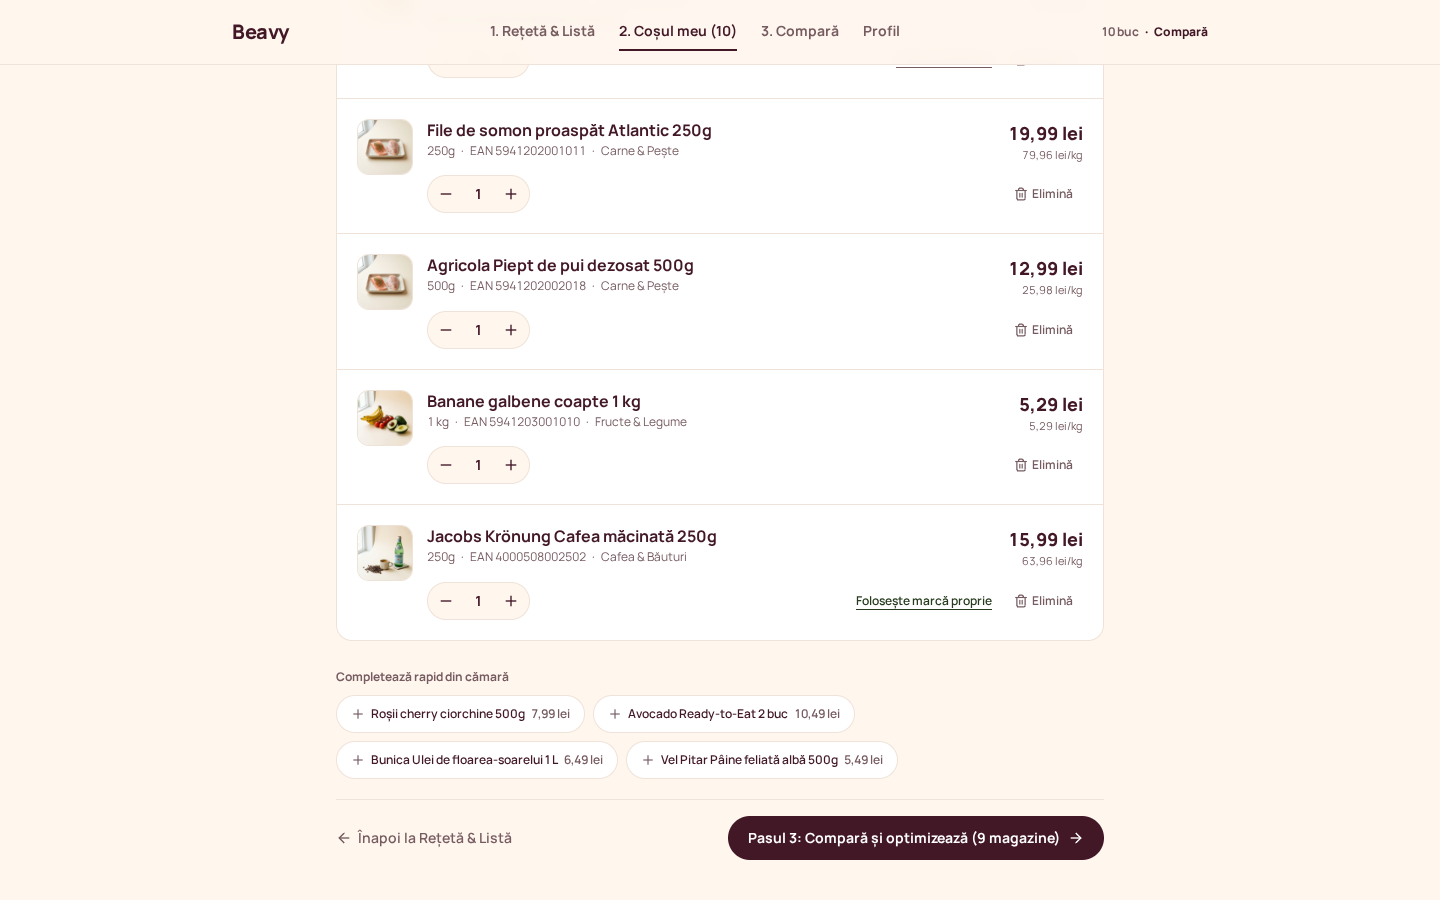 Beavy
1. Rețetă & Listă
2. Coșul meu (10)
3. Compară
Profil
10 buc · Compară
File de somon proaspăt Atlantic 250g
19,99 lei
250g · EAN 5941202001011 · Carne & Pește
79,96 lei/kg
1
Elimină
Agricola Piept de pui dezosat 500g
12,99 lei
500g · EAN 5941202002018 · Carne & Pește
25,98 lei/kg
1
Elimină
Banane galbene coapte 1 kg
5,29 lei
1 kg · EAN 5941203001010 · Fructe & Legume
5,29 lei/kg
1
Elimină
Jacobs Krönung Cafea măcinată 250g
15,99 lei
250g · EAN 4000508002502 · Cafea & Băuturi
63,96 lei/kg
1
Folosește marcă proprie
Elimină
Completează rapid din cămară
Roșii cherry ciorchine 500g 7,99 lei
Avocado Ready-to-Eat 2 buc 10,49 lei
Bunica Ulei de floarea-soarelui 1 L 6,49 lei
Vel Pitar Pâine feliată albă 500g 5,49 lei
Înapoi la Rețetă & Listă
Pasul 3: Compară și optimizează (9 magazine)